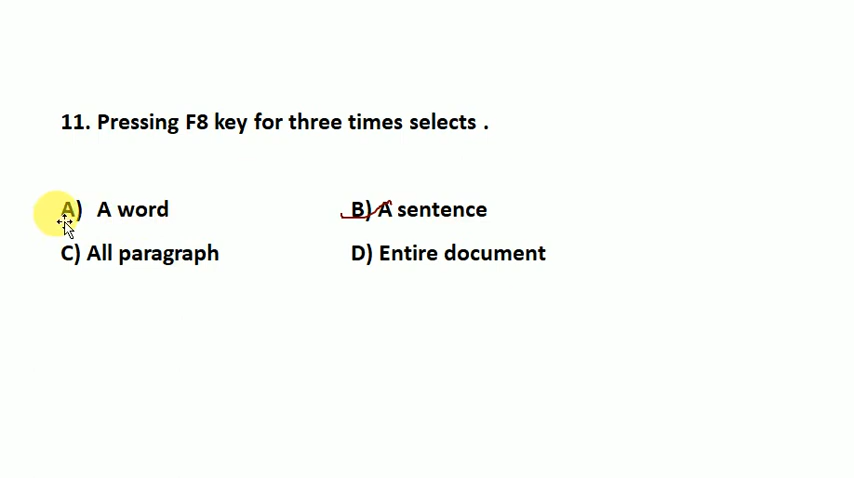 11. Pressing F8 key for three times selects .
A) A word
B) A sentence
C) All paragraph
D) Entire document